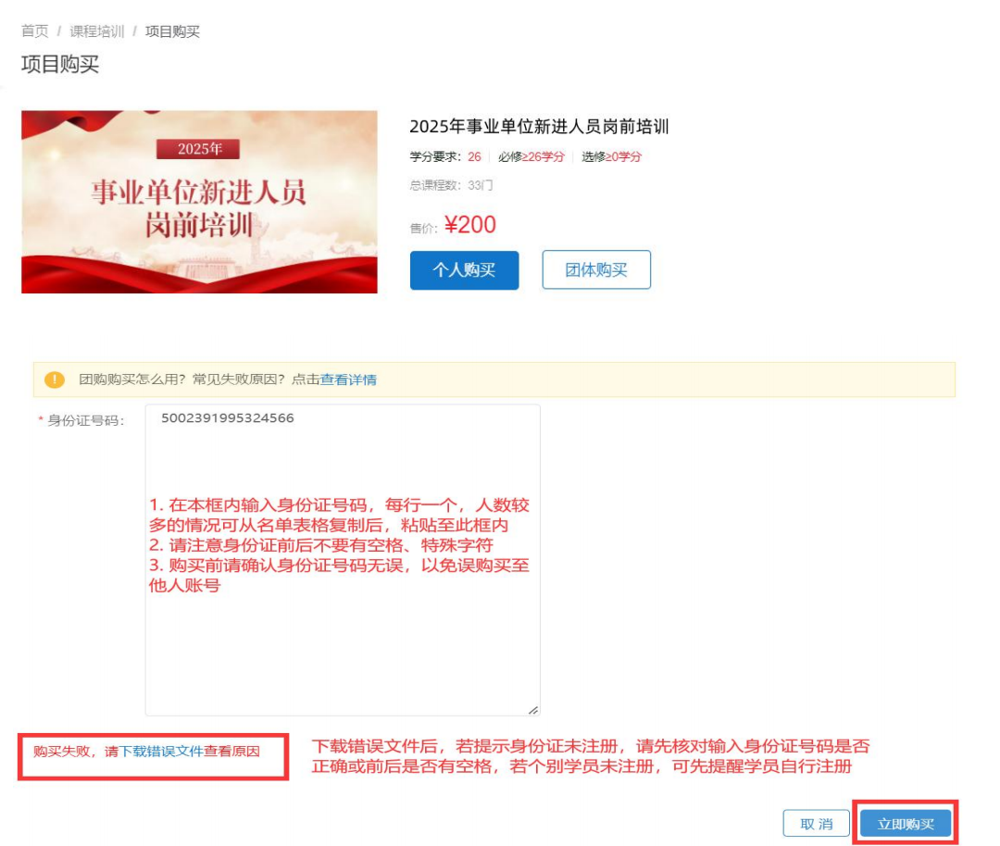 首页 / 课程培训 / 项目购买
项目购买
2025年
事业单位新进人员
岗前培训
2025年事业单位新进人员岗前培训
学分要求: 26 必修≥26学分 选修≥0学分
总课程数: 33门
售价: ¥200
个人购买 团体购买
团购购买怎么用? 常见失败原因? 点击查看详情
* 身份证号码: 5002391995324566
1. 在本框内输入身份证号码, 每行一个, 人数较
多的情况可从名单表格复制后, 粘贴至此框内
2. 请注意身份证前后不要有空格、特殊字符
3. 购买前请确认身份证号码无误, 以免误购买至
他人账号
购买失败, 请下载错误文件查看原因
下载错误文件后, 若提示身份证未注册, 请先核对输入身份证号码是否
正确或前后是否有空格, 若个别学员未注册, 可先提醒学员自行注册
取 消 立即购买